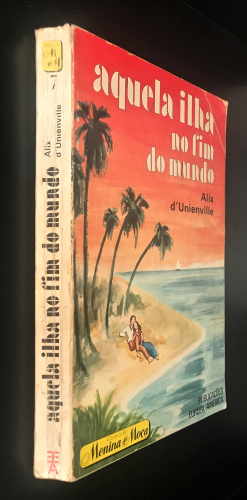 aquela ilha
no fim
do mundo
Alix
d'Unienville
Menina e Moça
PUBLICAÇÕES
EUROPA-AMÉRICA
Alix
d'Unienville
aquela ilha no fim do mundo